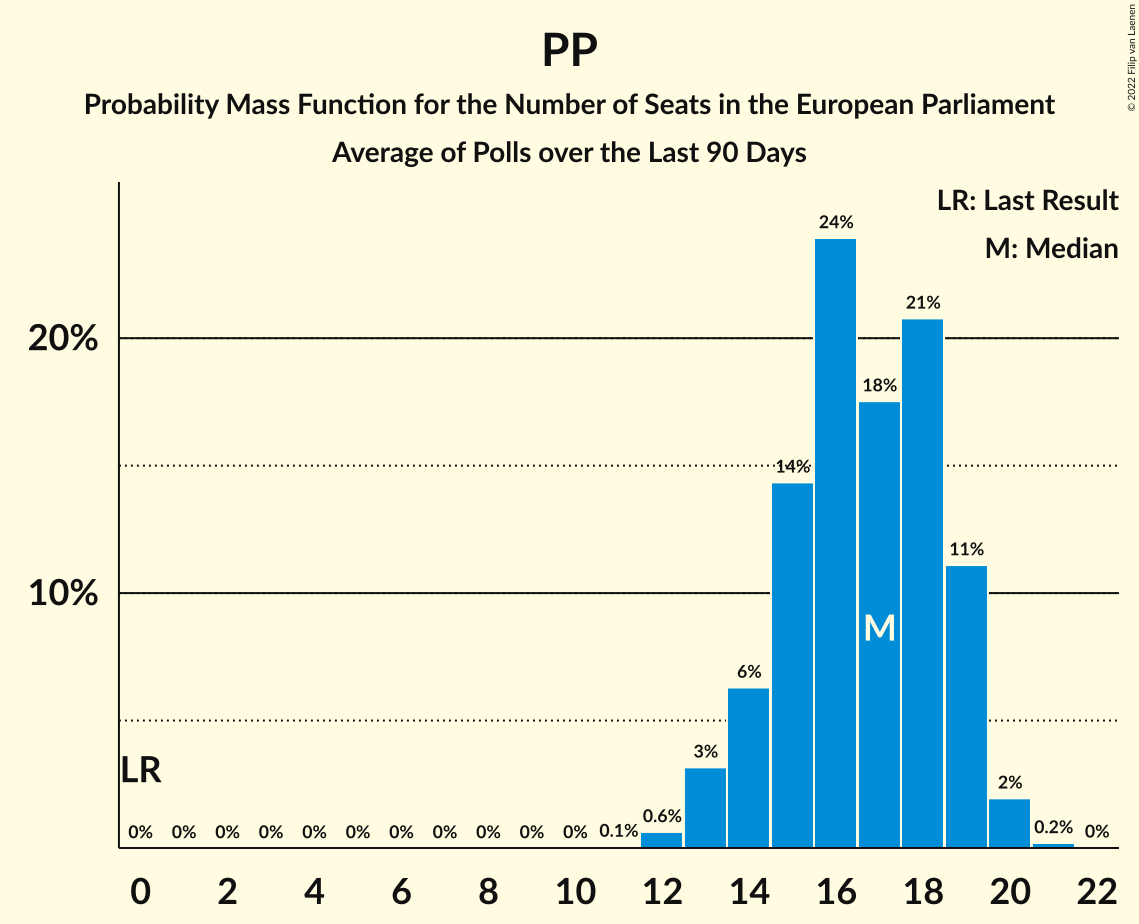 © 2022 Filip van Laenen
PP
Probability Mass Function for the Number of Seats in the European Parliament
Average of Polls over the Last 90 Days
LR: Last Result
M: Median
24%
21%
20%
18%
14%
11%
10%
M
6%
3%
LR
2%
0% 0% 0% 0% 0% 0% 0% 0% 0% 0% 0% 0.1% 0.6% 0.2% 0%
0 2 4 6 8 10 12 14 16 18 20 22